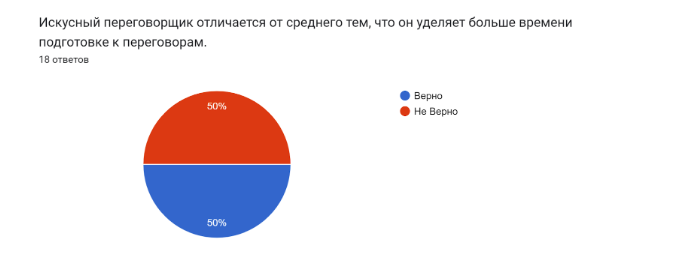 Искусный переговорщик отличается от среднего тем, что он уделяет больше времени
подготовке к переговорам.
18 ответов
Верно
Не Верно
50%
50%